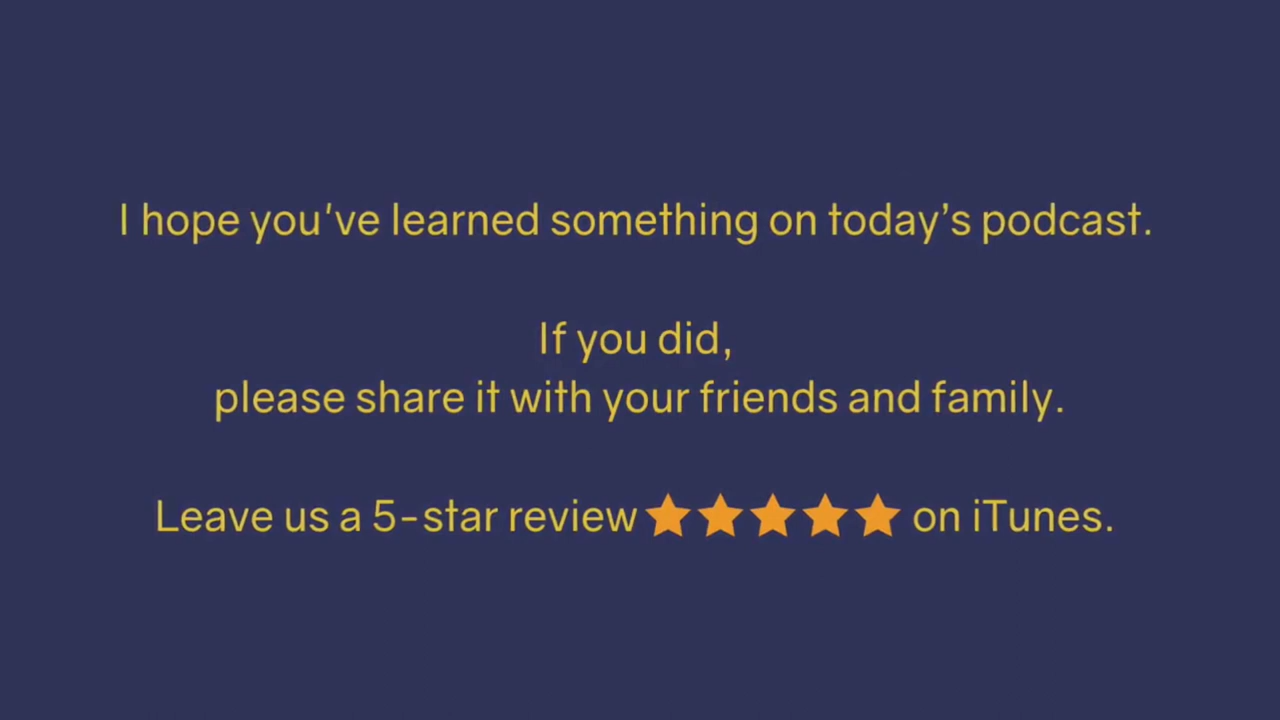 I hope you've learned something on today’s podcast.
If you did,
please share it with your friends and family.
Leave us a 5-star review ★★★★★ on iTunes.